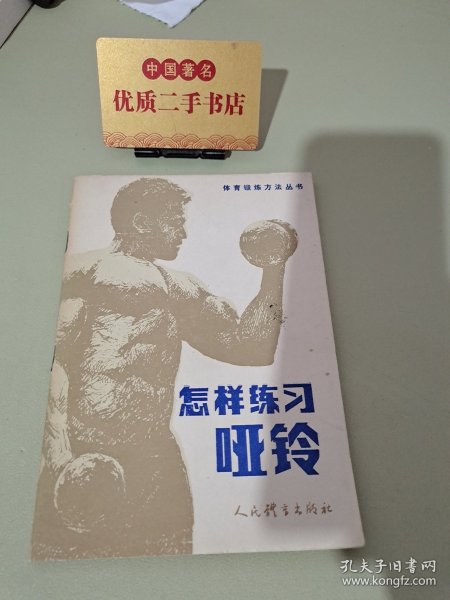 中国著名
优质二手书店
体育锻炼方法丛书
怎样练习
哑铃
人民体育出版社
孔夫子旧书网
www.kongfz.com